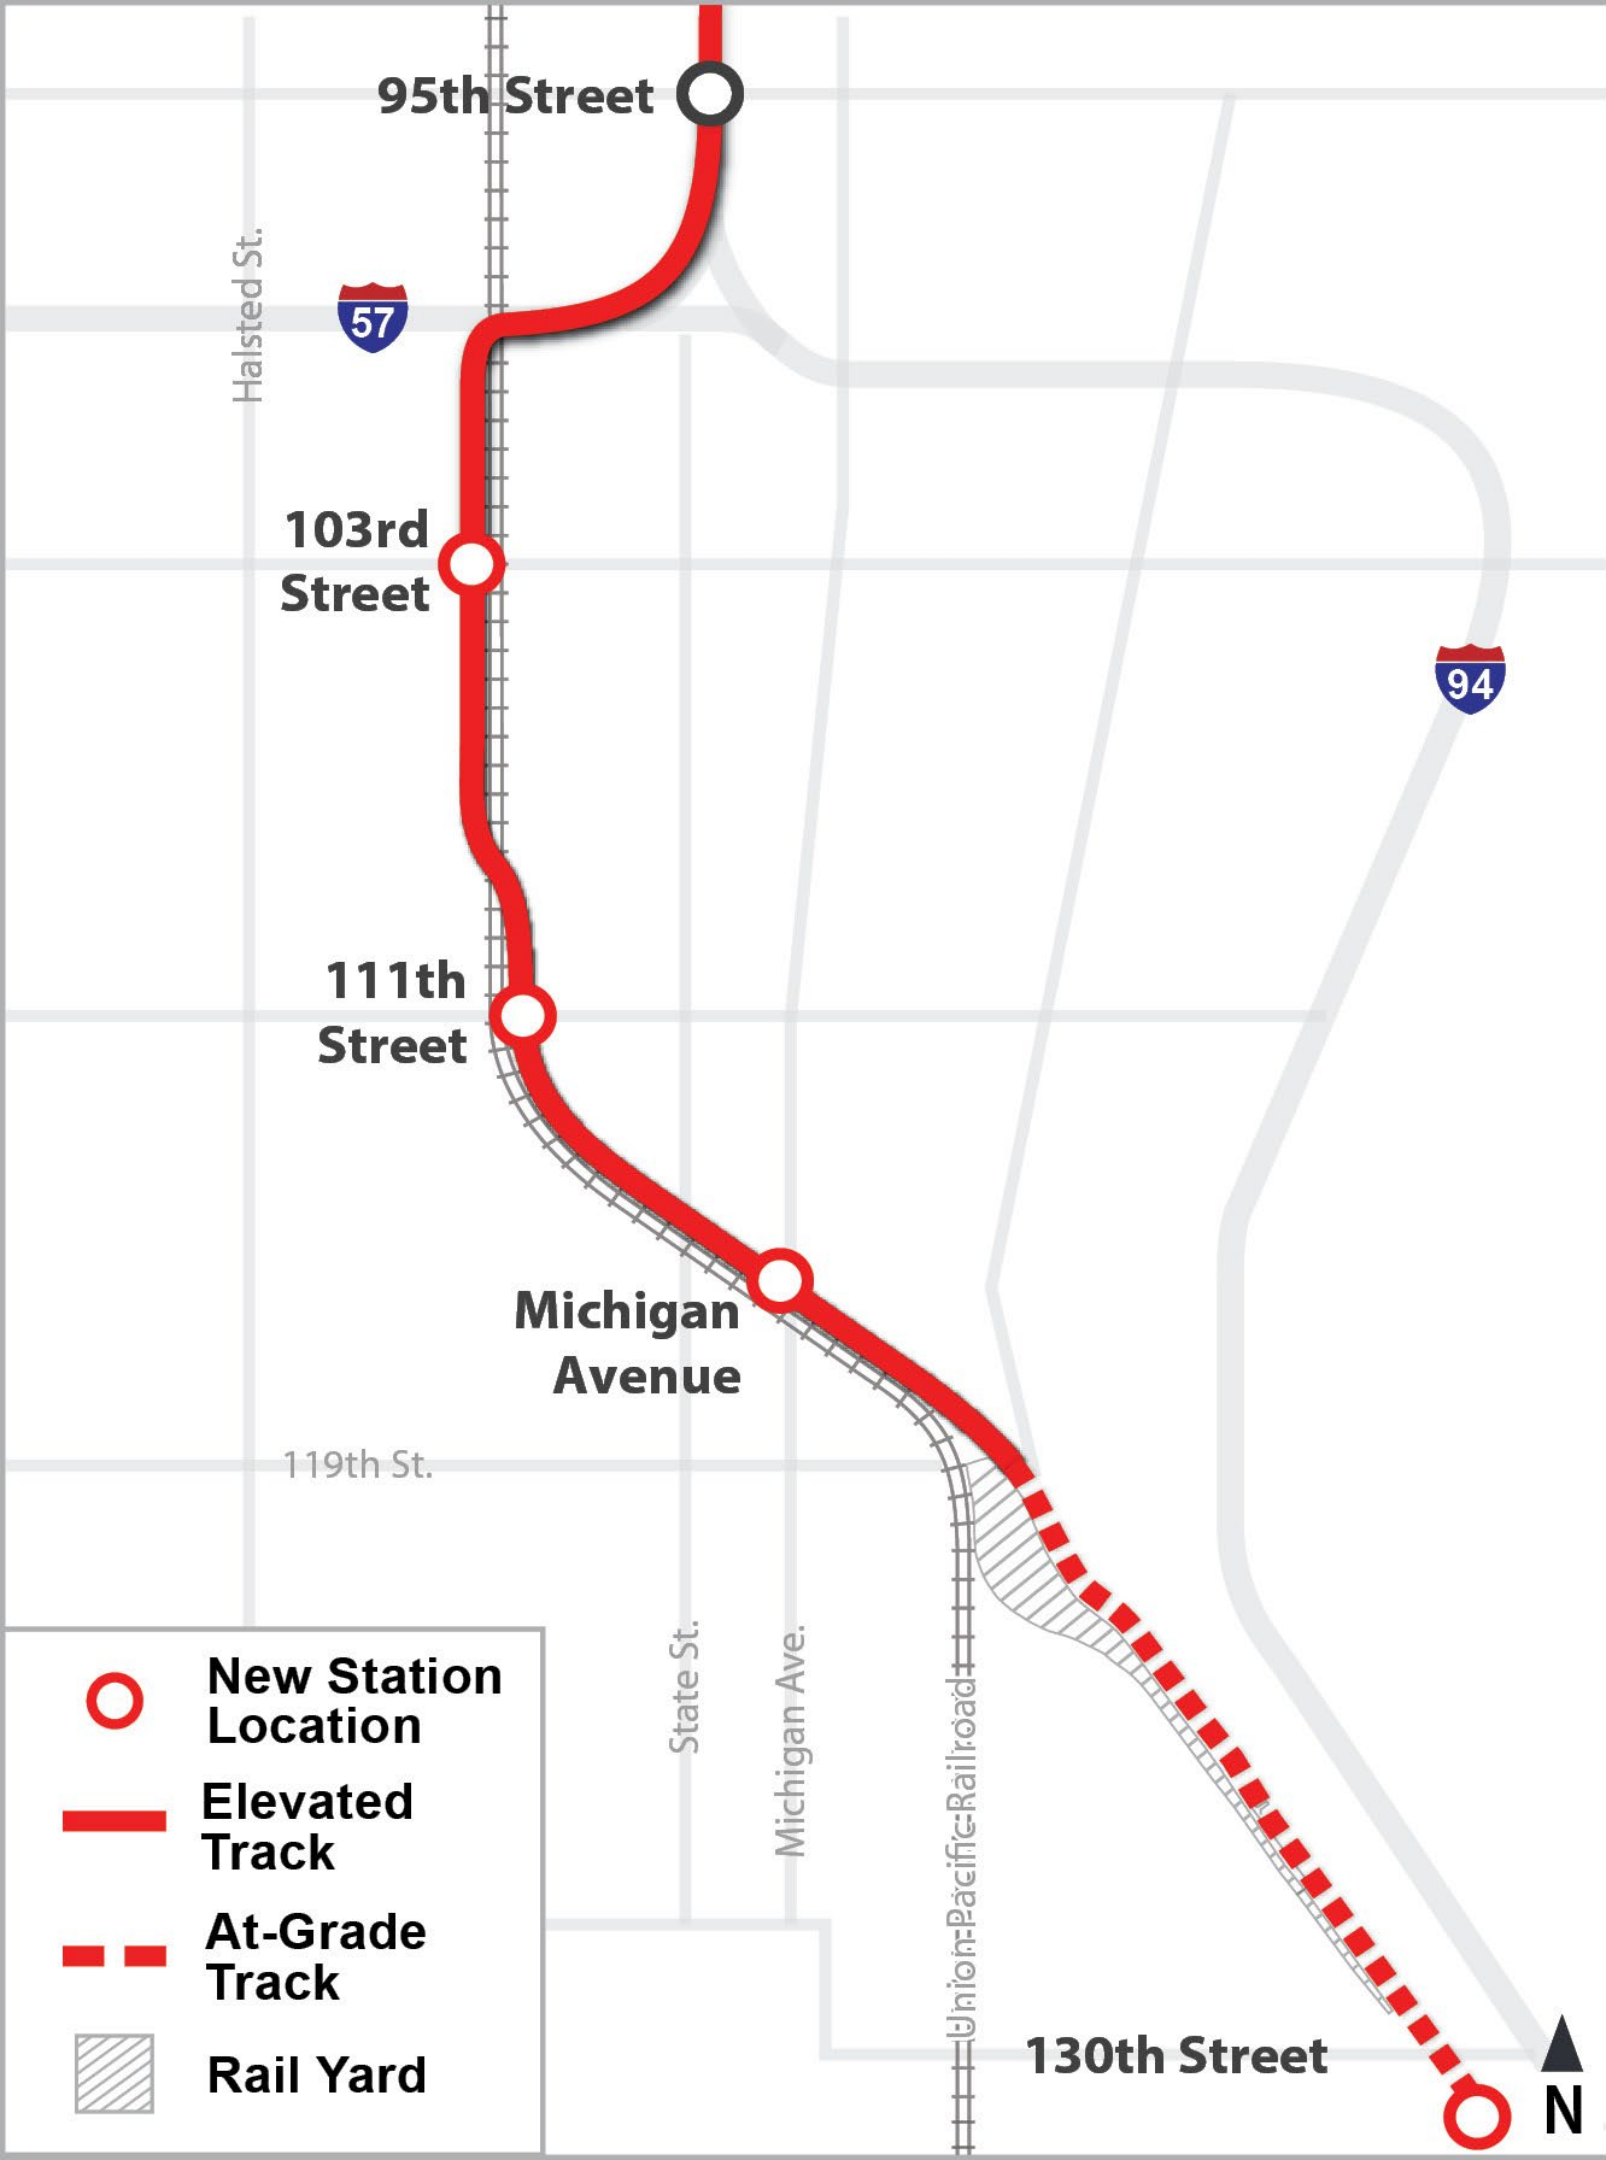 95th Street
Halsted St.
57
103rd
Street
94
111th
Street
Michigan
Avenue
119th St.
State St.
Michigan Ave.
Union Pacific Railroad
130th Street
N
New Station
Location
Elevated
Track
At-Grade
Track
Rail Yard